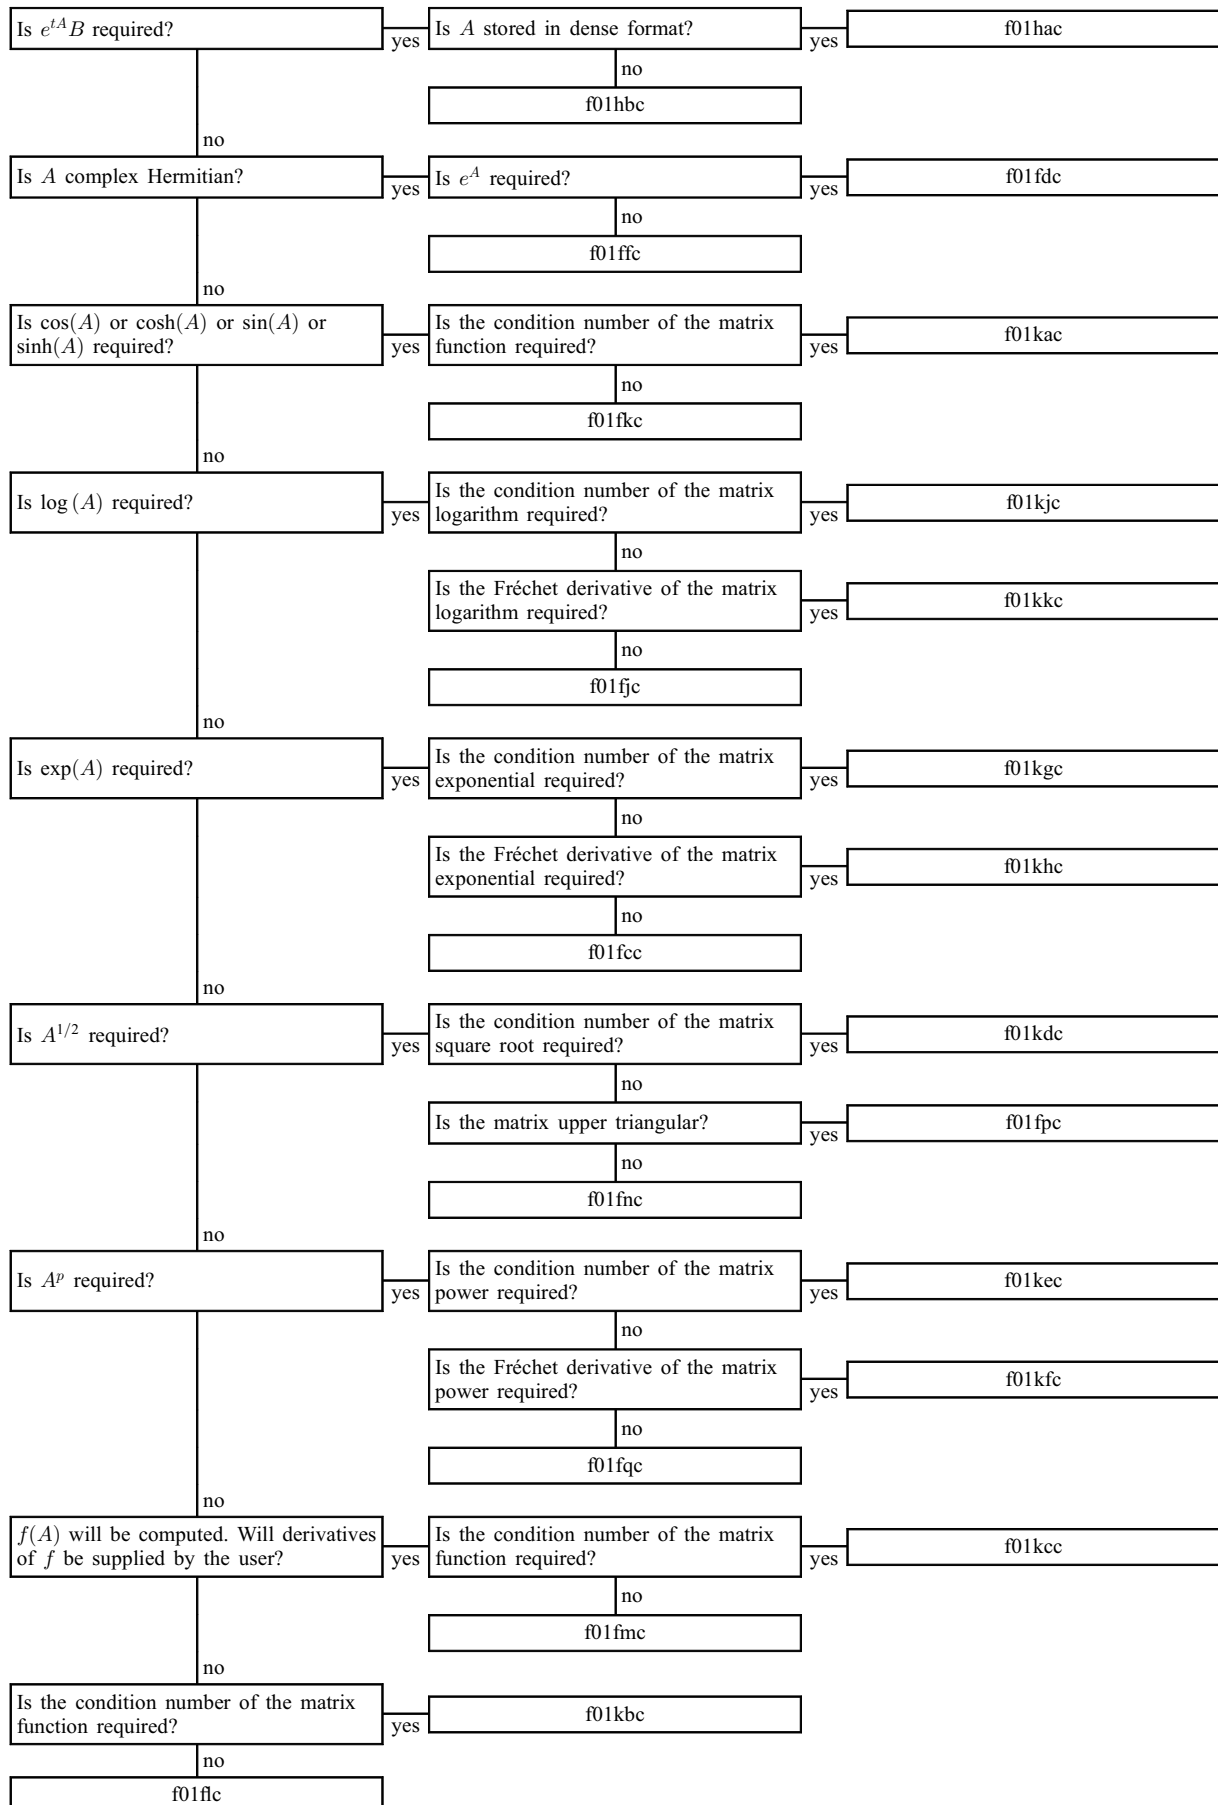 Is e^{tA}B required?
yes
Is A stored in dense format?
yes
f01hac
no
f01hbc
no
Is A complex Hermitian?
yes
Is e^A required?
yes
f01fdc
no
f01ffc
no
Is cos(A) or cosh(A) or sin(A) or
sinh(A) required?
yes
Is the condition number of the matrix
function required?
yes
f01kac
no
f01fkc
no
Is log (A) required?
yes
Is the condition number of the matrix
logarithm required?
yes
f01kjc
no
Is the Fréchet derivative of the matrix
logarithm required?
yes
f01kkc
no
f01fjc
no
Is exp(A) required?
yes
Is the condition number of the matrix
exponential required?
yes
f01kgc
no
Is the Fréchet derivative of the matrix
exponential required?
yes
f01khc
no
f01fcc
no
Is A^{1/2} required?
yes
Is the condition number of the matrix
square root required?
yes
f01kdc
no
Is the matrix upper triangular?
yes
f01fpc
no
f01fnc
no
Is A^p required?
yes
Is the condition number of the matrix
power required?
yes
f01kec
no
Is the Fréchet derivative of the matrix
power required?
yes
f01kfc
no
f01fqc
no
f(A) will be computed. Will derivatives
of f be supplied by the user?
yes
Is the condition number of the matrix
function required?
yes
f01kcc
no
f01fmc
no
Is the condition number of the matrix
function required?
yes
f01kbc
no
f01flc